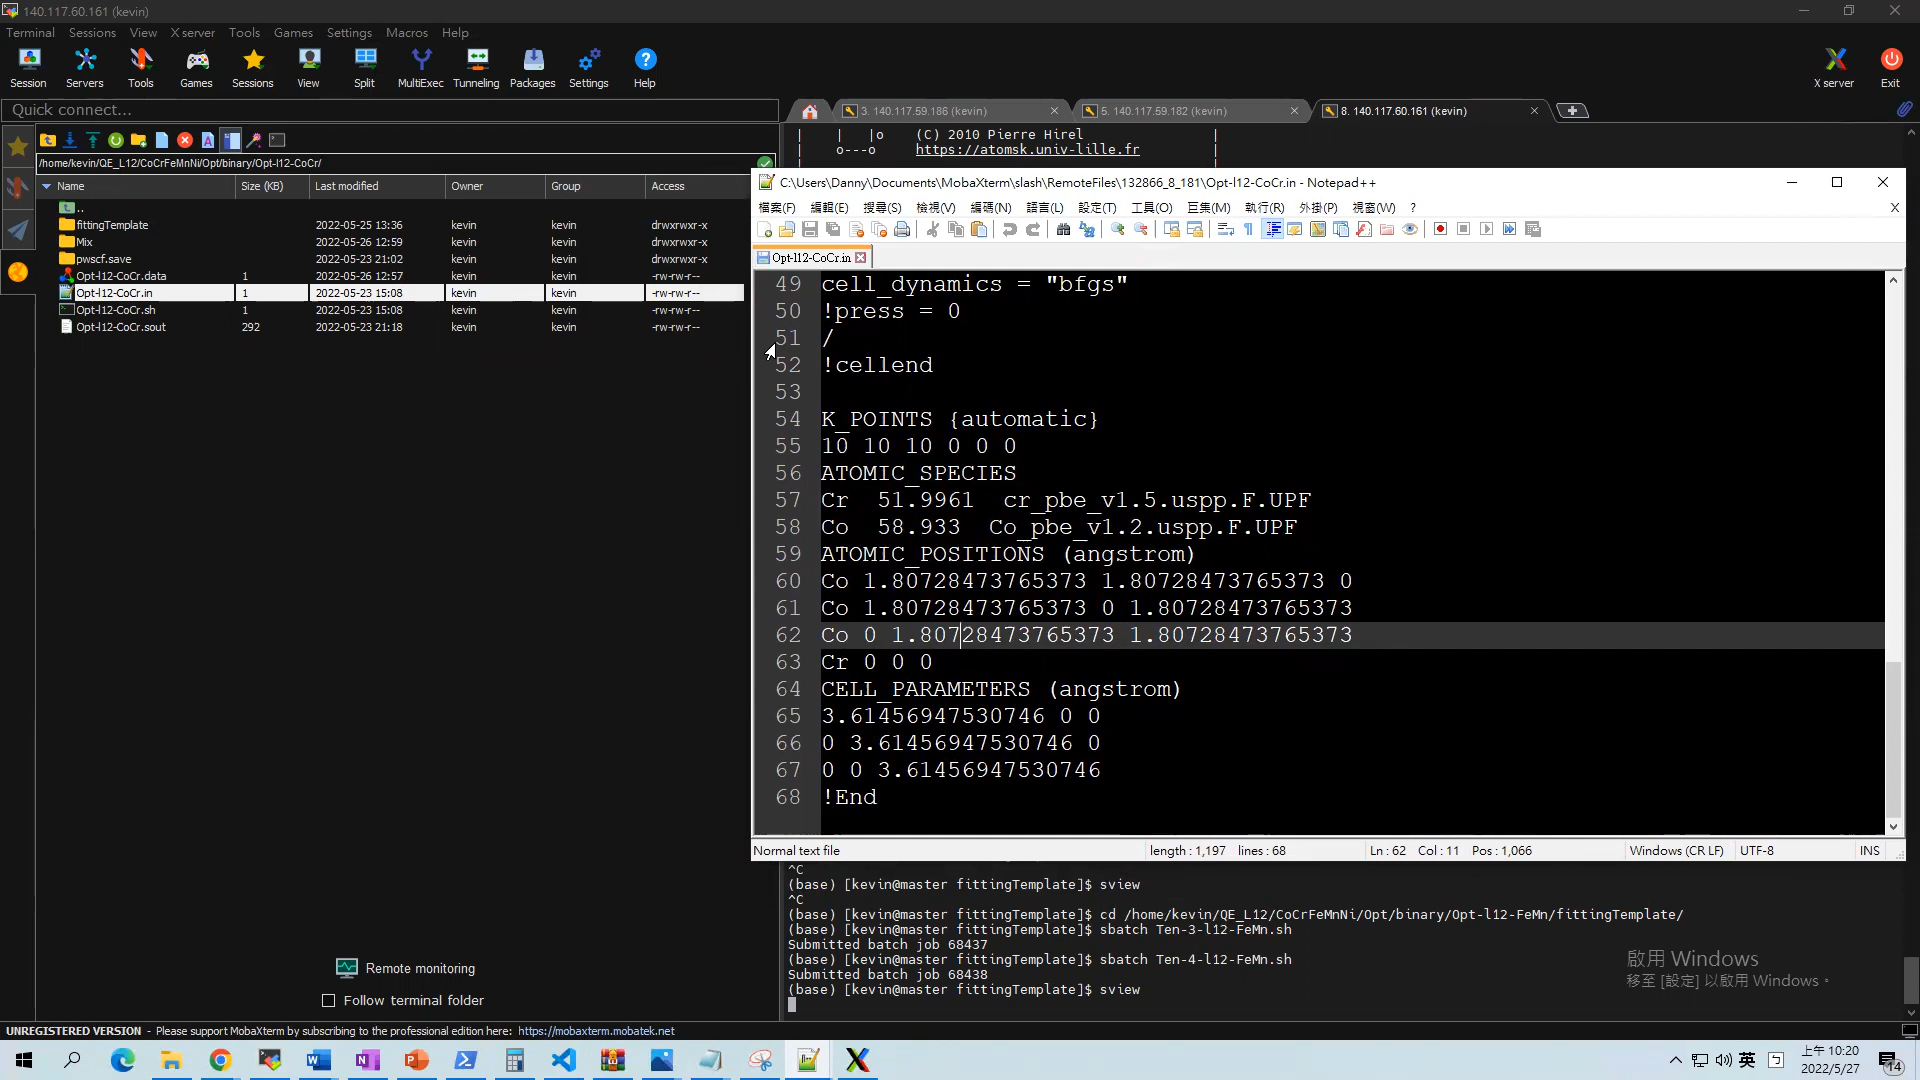 140.117.60.161 (kevin)
Terminal Sessions View X server Tools Games Settings Macros Help
Session Servers Tools Games Sessions View Split MultiExec Tunneling Packages Settings Help X server Exit
Quick connect...
3. 140.117.59.186 (kevin) 5. 140.117.59.182 (kevin) 8. 140.117.60.161 (kevin)
/home/kevin/QE_L12/CoCrFeMnNi/Opt/binary/Opt-l12-CoCr/
Name Size (KB) Last modified Owner Group Access
..
fittingTemplate 2022-05-25 13:36 kevin kevin drwxrwxr-x
Mix 2022-05-26 12:59 kevin kevin drwxrwxr-x
pwscf.save 2022-05-23 21:02 kevin kevin drwxrwxr-x
Opt-l12-CoCr.data 1 2022-05-26 12:57 kevin kevin -rw-rw-r--
Opt-l12-CoCr.in 1 2022-05-23 15:08 kevin kevin -rw-rw-r--
Opt-l12-CoCr.sh 1 2022-05-23 15:08 kevin kevin -rw-rw-r--
Opt-l12-CoCr.sout 292 2022-05-23 21:18 kevin kevin -rw-rw-r--
Remote monitoring
Follow terminal folder
| | |o (C) 2010 Pierre Hirel |
| o---o https://atomsk.univ-lille.fr |
C:\Users\Danny\Documents\MobaXterm\slash\RemoteFiles\132866_8_181\Opt-l12-CoCr.in - Notepad++
檔案(F) 編輯(E) 搜尋(S) 檢視(V) 編碼(N) 語言(L) 設定(T) 工具(O) 巨集(M) 執行(R) 外掛(P) 視窗(W) ? X
Opt-l12-CoCr.in
49 cell_dynamics = "bfgs"
50 !press = 0
51 /
52 !cellend
53
54 K_POINTS {automatic}
55 10 10 10 0 0 0
56 ATOMIC_SPECIES
57 Cr 51.9961 cr_pbe_v1.5.uspp.F.UPF
58 Co 58.933 Co_pbe_v1.2.uspp.F.UPF
59 ATOMIC_POSITIONS (angstrom)
60 Co 1.80728473765373 1.80728473765373 0
61 Co 1.80728473765373 0 1.80728473765373
62 Co 0 1.80728473765373 1.80728473765373
63 Cr 0 0 0
64 CELL_PARAMETERS (angstrom)
65 3.61456947530746 0 0
66 0 3.61456947530746 0
67 0 0 3.61456947530746
68 !End
Normal text file length : 1,197 lines : 68 Ln : 62 Col : 11 Pos : 1,066 Windows (CR LF) UTF-8 INS
^C
(base) [kevin@master fittingTemplate]$ sview
^C
(base) [kevin@master fittingTemplate]$ cd /home/kevin/QE_L12/CoCrFeMnNi/Opt/binary/Opt-l12-FeMn/fittingTemplate/
(base) [kevin@master fittingTemplate]$ sbatch Ten-3-l12-FeMn.sh
Submitted batch job 68437
(base) [kevin@master fittingTemplate]$ sbatch Ten-4-l12-FeMn.sh
Submitted batch job 68438
(base) [kevin@master fittingTemplate]$ sview
啟用 Windows
移至 [設定] 以啟用 Windows。
UNREGISTERED VERSION - Please support MobaXterm by subscribing to the professional edition here: https://mobaxterm.mobatek.net
英
上午 10:20
2022/5/27
14